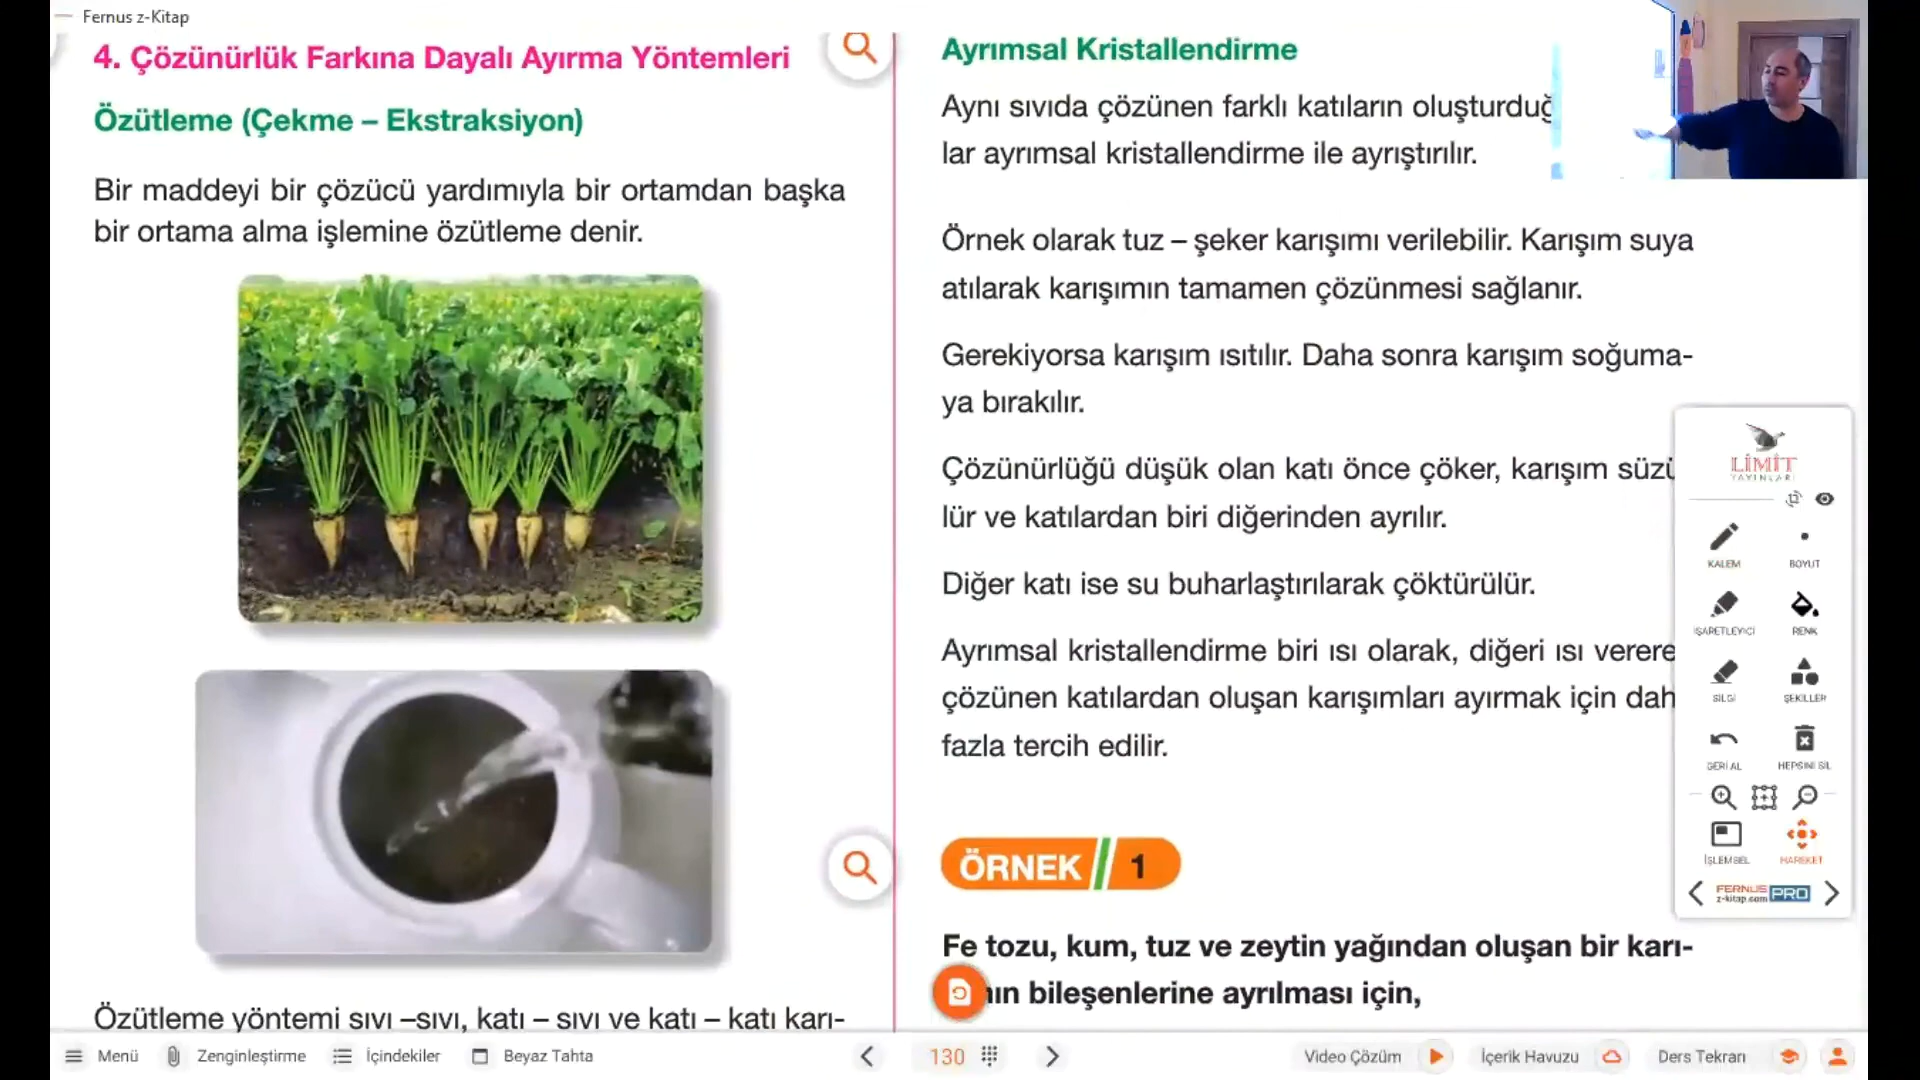 Fernus z-Kitap
4. Çözünürlük Farkına Dayalı Ayırma Yöntemleri
Özütleme (Çekme – Ekstraksiyon)
Bir maddeyi bir çözücü yardımıyla bir ortamdan başka
bir ortama alma işlemine özütleme denir.
Özütleme yöntemi sıvı –sıvı, katı – sıvı ve katı – katı karı-
Ayrımsal Kristallendirme
Aynı sıvıda çözünen farklı katıların
lar ayrımsal kristallendirme ile ayrıştırılır.
Örnek olarak tuz – şeker karışımı verilebilir. Karışım suya
atılarak karışımın tamamen çözünmesi sağlanır.
Gerekiyorsa karışım ısıtılır. Daha sonra karışım soğuma-
ya bırakılır.
Çözünürlüğü düşük olan katı önce çöker, karışım süzü
lür ve katılardan biri diğerinden ayrılır.
Diğer katı ise su buharlaştırılarak çöktürülür.
Ayrımsal kristallendirme biri ısı olarak, diğeri ısı verere
çözünen katılardan oluşan karışımları ayırmak için dah
fazla tercih edilir.
ÖRNEK 1
Fe tozu, kum, tuz ve zeytin yağından oluşan bir karı-
bileşenlerine ayrılması için,
LİMİT
YAYINLARI
KALEM BOYUT
İŞARETLEYİCİ RENK
SİLGİ ŞEKİLLER
GERİ AL HEPSİNİ SİL
İŞLEMSEL HAREKET
FERNUS PRO
z-kitap.com
Menü Zenginleştirme İçindekiler Beyaz Tahta 130 Video Çözüm İçerik Havuzu Ders Tekrarı